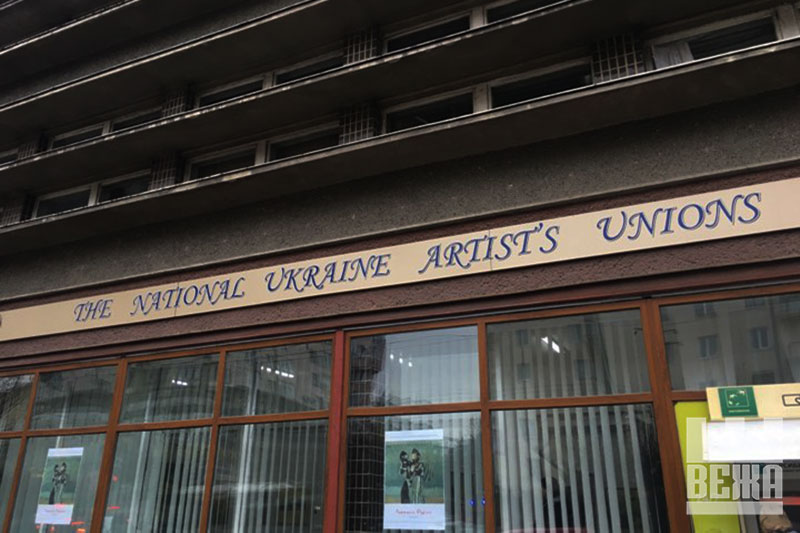 THE NATIONAL UKRAINE ARTIST'S UNIONS
ВЕЖА